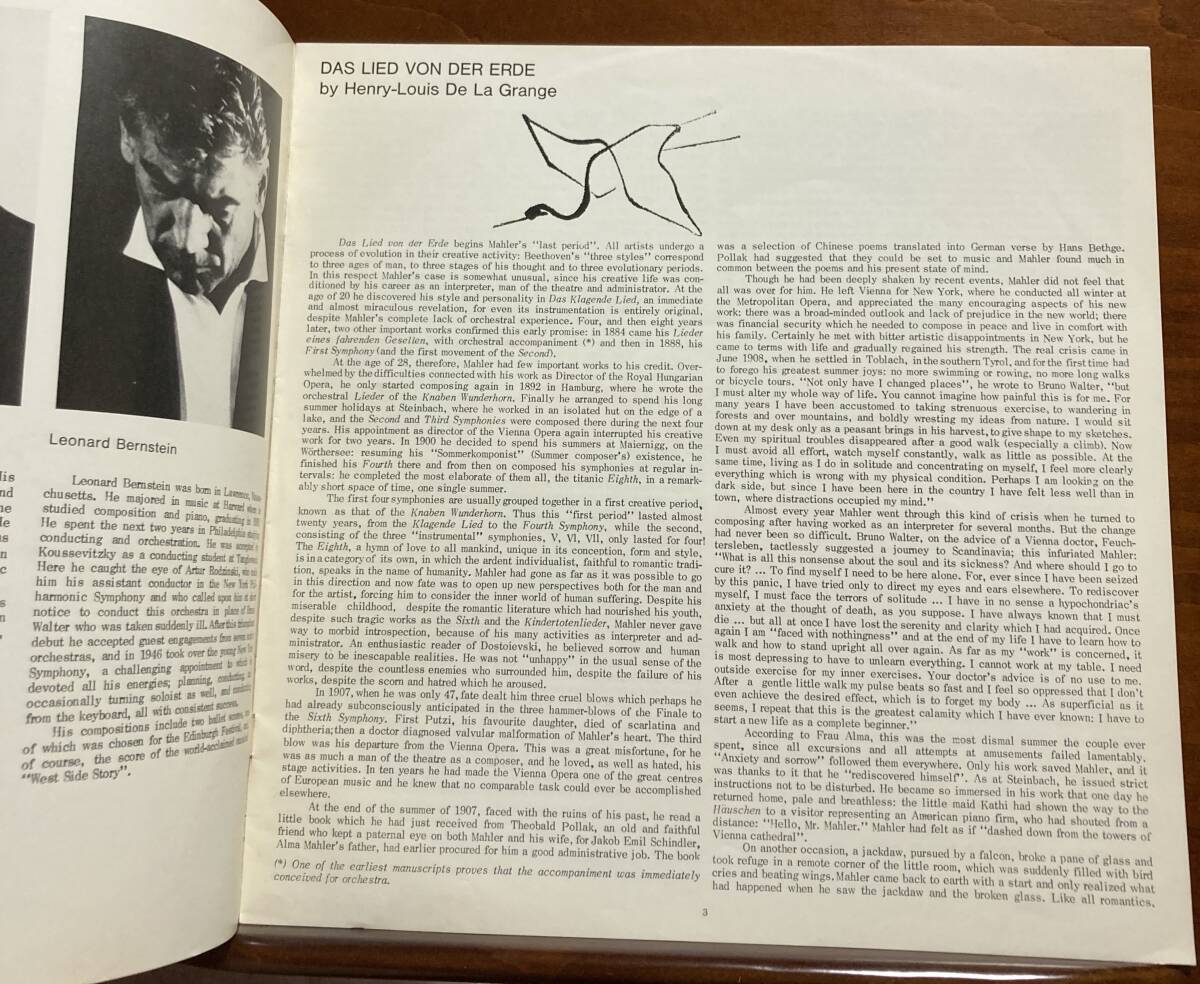 Leonard Bernstein
lis
nd
ne
le
as
n
c
s
n
Leonard Bernstein was born in Lawrence,
chusetts. He majored in music at Harvard where he
studied composition and piano, graduating in
He spent the next two years in Philadelphia
conducting and orchestration. He was accepted
Koussevitzky as a conducting student at
Here he caught the eye of Artur Rodzinski, who
him his assistant conductor in the New York
harmonic Symphony and who called upon him at short
notice to conduct this orchestra in place of
Walter who was taken suddenly ill. After this
debut he accepted guest engagements from seven
orchestras, and in 1946 took over the young New
Symphony, a challenging appointment to which he
devoted all his energies; planning, conducting,
occasionally turning soloist as well, and
from the keyboard, all with consistent success.
His compositions include two ballet scores,
of which was chosen for the Edinburgh Festival,
of course, the score of the world-acclaimed
"West Side Story".
DAS LIED VON DER ERDE
by Henry-Louis De La Grange
Das Lied von der Erde begins Mahler's "last period". All artists undergo a
process of evolution in their creative activity: Beethoven's "three styles" correspond
to three ages of man, to three stages of his thought and to three evolutionary periods.
In this respect Mahler's case is somewhat unusual, since his creative life was con-
ditioned by his career as an interpreter, man of the theatre and administrator. At the
age of 20 he discovered his style and personality in Das Klagende Lied, an immediate
and almost miraculous revelation, for even its instrumentation is entirely original,
despite Mahler's complete lack of orchestral experience. Four, and then eight years
later, two other important works confirmed this early promise: in 1884 came his Lieder
eines fahrenden Gesellen, with orchestral accompaniment (*) and then in 1888, his
First Symphony (and the first movement of the Second).
At the age of 28, therefore, Mahler had few important works to his credit. Over-
whelmed by the difficulties connected with his work as Director of the Royal Hungarian
Opera, he only started composing again in 1892 in Hamburg, where he wrote the
orchestral Lieder of the Knaben Wunderhorn. Finally he arranged to spend his long
summer holidays at Steinbach, where he worked in an isolated hut on the edge of a
lake, and the Second and Third Symphonies were composed there during the next four
years. His appointment as director of the Vienna Opera again interrupted his creative
work for two years. In 1900 he decided to spend his summers at Maiernigg, on the
Wörthersee: resuming his "Sommerkomponist" (Summer composer's) existence, he
finished his Fourth there and from then on composed his symphonies at regular in-
tervals: he completed the most elaborate of them all, the titanic Eighth, in a remark-
ably short space of time, one single summer.
The first four symphonies are usually grouped together in a first creative period,
known as that of the Knaben Wunderhorn. Thus this "first period" lasted almost
twenty years, from the Klagende Lied to the Fourth Symphony, while the second,
consisting of the three "instrumental" symphonies, V, VI, VII, only lasted for four!
The Eighth, a hymn of love to all mankind, unique in its conception, form and style,
is in a category of its own, in which the ardent individualist, faithful to romantic tradi-
tion, speaks in the name of humanity. Mahler had gone as far as it was possible to go
in this direction and now fate was to open up new perspectives both for the man and
for the artist, forcing him to consider the inner world of human suffering. Despite his
miserable childhood, despite the romantic literature which had nourished his youth,
despite such tragic works as the Sixth and the Kindertotenlieder, Mahler never gave
way to morbid introspection, because of his many activities as interpreter and ad-
ministrator. An enthusiastic reader of Dostoievski, he believed sorrow and human
misery to be inescapable realities. He was not "unhappy" in the usual sense of the
word, despite the countless enemies who surrounded him, despite the failure of his
works, despite the scorn and hatred which he aroused.
In 1907, when he was only 47, fate dealt him three cruel blows which perhaps he
had already subconsciously anticipated in the three hammer-blows of the Finale to
the Sixth Symphony. First Putzi, his favourite daughter, died of scarlatina and
diphtheria; then a doctor diagnosed valvular malformation of Mahler's heart. The third
blow was his departure from the Vienna Opera. This was a great misfortune, for he
was as much a man of the theatre as a composer, and he loved, as well as hated, his
stage activities. In ten years he had made the Vienna Opera one of the great centres
of European music and he knew that no comparable task could ever be accomplished
elsewhere.
At the end of the summer of 1907, faced with the ruins of his past, he read a
little book which he had just received from Theobald Pollak, an old and faithful
friend who kept a paternal eye on both Mahler and his wife, for Jakob Emil Schindler,
Alma Mahler's father, had earlier procured for him a good administrative job. The book
(*) One of the earliest manuscripts proves that the accompaniment was immediately
conceived for orchestra.
was a selection of Chinese poems translated into German verse by Hans Bethge.
Pollak had suggested that they could be set to music and Mahler found much in
common between the poems and his present state of mind.
Though he had been deeply shaken by recent events, Mahler did not feel that
all was over for him. He left Vienna for New York, where he conducted all winter at
the Metropolitan Opera, and appreciated the many encouraging aspects of his new
work: there was a broad-minded outlook and lack of prejudice in the new world; there
was financial security which he needed to compose in peace and live in comfort with
his family. Certainly he met with bitter artistic disappointments in New York, but he
came to terms with life and gradually regained his strength. The real crisis came in
June 1908, when he settled in Toblach, in the southern Tyrol, and for the first time had
to forego his greatest summer joys: no more swimming or rowing, no more long walks
or bicycle tours. "Not only have I changed places", he wrote to Bruno Walter, "but
I must alter my whole way of life. You cannot imagine how painful this is for me. For
many years I have been accustomed to taking strenuous exercise, to wandering in
forests and over mountains, and boldly wresting my ideas from nature. I would sit
down at my desk only as a peasant brings in his harvest, to give shape to my sketches.
Even my spiritual troubles disappeared after a good walk (especially a climb). Now
I must avoid all effort, watch myself constantly, walk as little as possible. At the
same time, living as I do in solitude and concentrating on myself, I feel more clearly
everything which is wrong with my physical condition. Perhaps I am looking on the
dark side, but since I have been here in the country I have felt less well than in
town, where distractions occupied my mind."
Almost every year Mahler went through this kind of crisis when he turned to
composing after having worked as an interpreter for several months. But the change
had never been so difficult. Bruno Walter, on the advice of a Vienna doctor, Feuch-
tersleben, tactlessly suggested a journey to Scandinavia; this infuriated Mahler:
"What is all this nonsense about the soul and its sickness? And where should I go to
cure it? ... To find myself I need to be here alone. For, ever since I have been seized
by this panic, I have tried only to direct my eyes and ears elsewhere. To rediscover
myself, I must face the terrors of solitude ... I have in no sense a hypochondriac's
anxiety at the thought of death, as you suppose. I have always known that I must
die ... but all at once I have lost the serenity and clarity which I had acquired. Once
again I am "faced with nothingness" and at the end of my life I have to learn how to
walk and how to stand upright all over again. As far as my "work" is concerned, it
is most depressing to have to unlearn everything. I cannot work at my table. I need
outside exercise for my inner exercises. Your doctor's advice is of no use to me.
After a gentle little walk my pulse beats so fast and I feel so oppressed that I don't
even achieve the desired effect, which is to forget my body ... As superficial as it
seems, I repeat that this is the greatest calamity which I have ever known: I have to
start a new life as a complete beginner."
According to Frau Alma, this was the most dismal summer the couple ever
spent, since all excursions and all attempts at amusements failed lamentably.
"Anxiety and sorrow" followed them everywhere. Only his work saved Mahler, and it
was thanks to it that he "rediscovered himself". As at Steinbach, he issued strict
instructions not to be disturbed. He became so immersed in his work that one day he
returned home, pale and breathless: the little maid Kathi had shown the way to the
Häuschen to a visitor representing an American piano firm, who had shouted from a
distance: "Hello, Mr. Mahler." Mahler had felt as if "dashed down from the towers of
Vienna cathedral".
On another occasion, a jackdaw, pursued by a falcon, broke a pane of glass and
took refuge in a remote corner of the little room, which was suddenly filled with bird
cries and beating wings. Mahler came back to earth with a start and only realized what
had happened when he saw the jackdaw and the broken glass. Like all romantics,
3